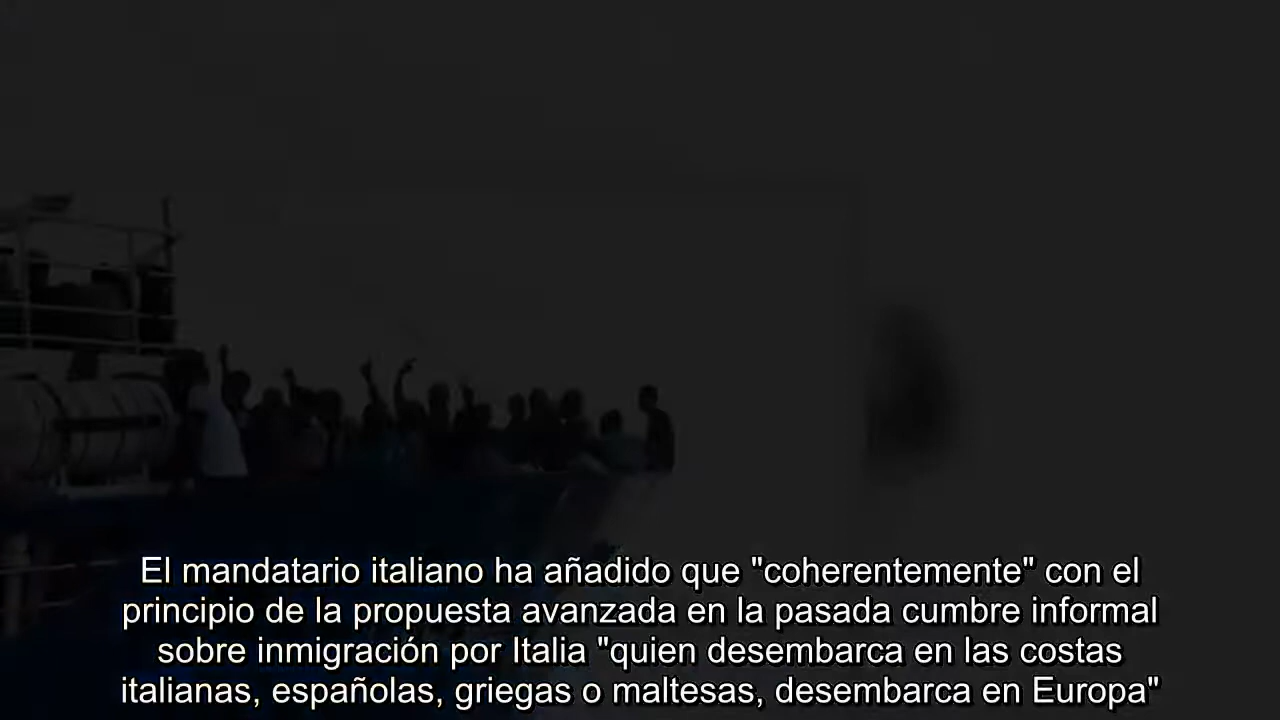 El mandatario italiano ha añadido que "coherentemente" con el
principio de la propuesta avanzada en la pasada cumbre informal
sobre inmigración por Italia "quien desembarca en las costas
italianas, españolas, griegas o maltesas, desembarca en Europa"